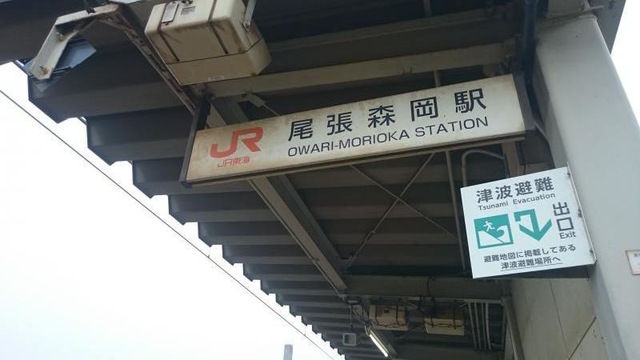 JR
JR東海
尾張森岡駅
OWARI-MORIOKA STATION
津波避難
Tsunami Evacuation
出口
Exit
避難地図に掲載してある
津波避難場所へ